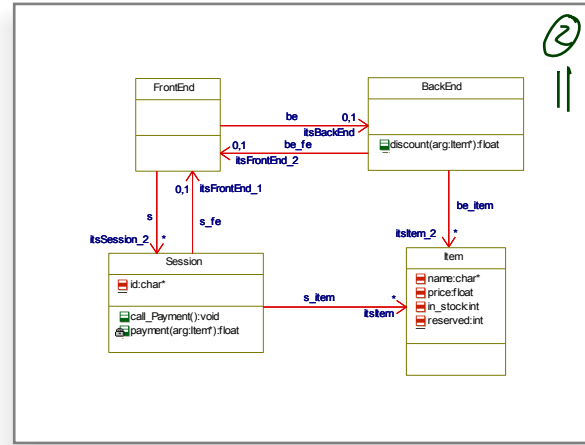 2
11
FrontEnd
BackEnd
be
0,1
itsBackEnd
discount(arg:Item*):float
0,1
be_fe
itsFrontEnd_2
0,1
itsFrontEnd_1
s
s_fe
itsSession_2
*
be_item
itsItem_2
*
Session
id:char*
call_Payment():void
payment(arg:Item*):float
s_item
*
itsItem
Item
name:char*
price:float
in_stock:int
reserved:int